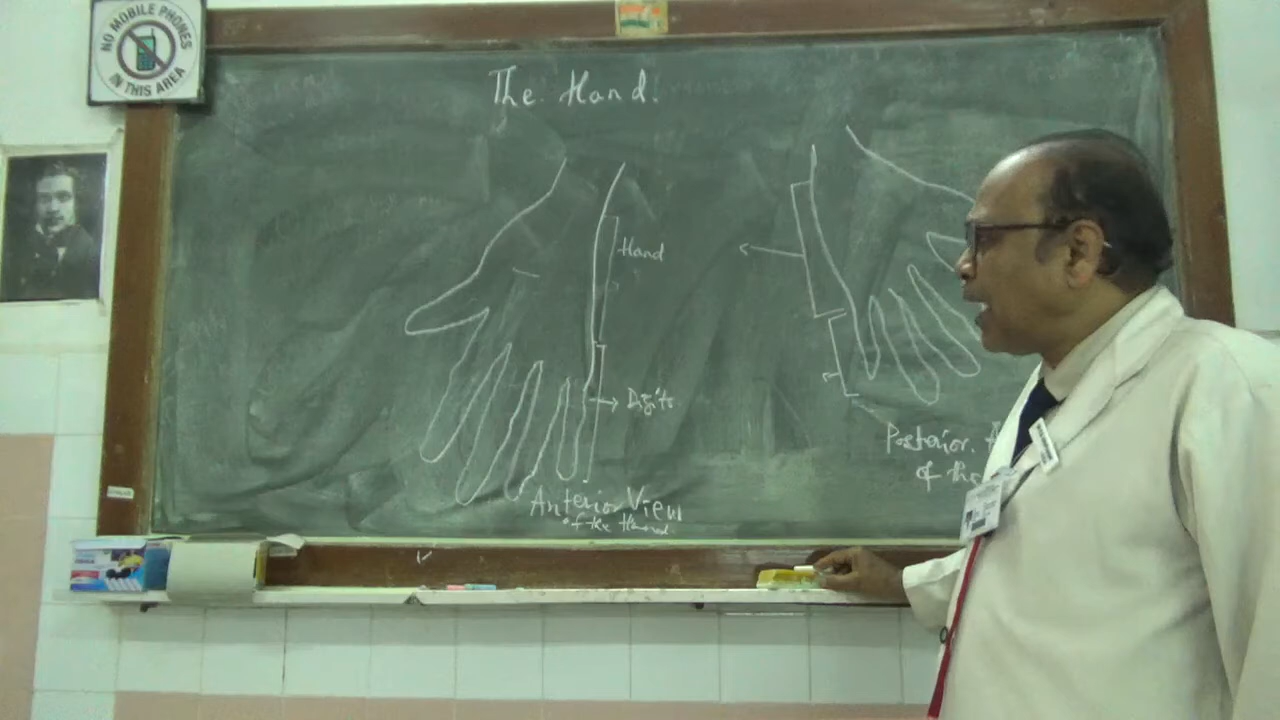 NO MOBILE PHONES
IN THIS AREA
The Hand.
Hand
Digits
Anterior View
of the Hand
Posterior.
of the